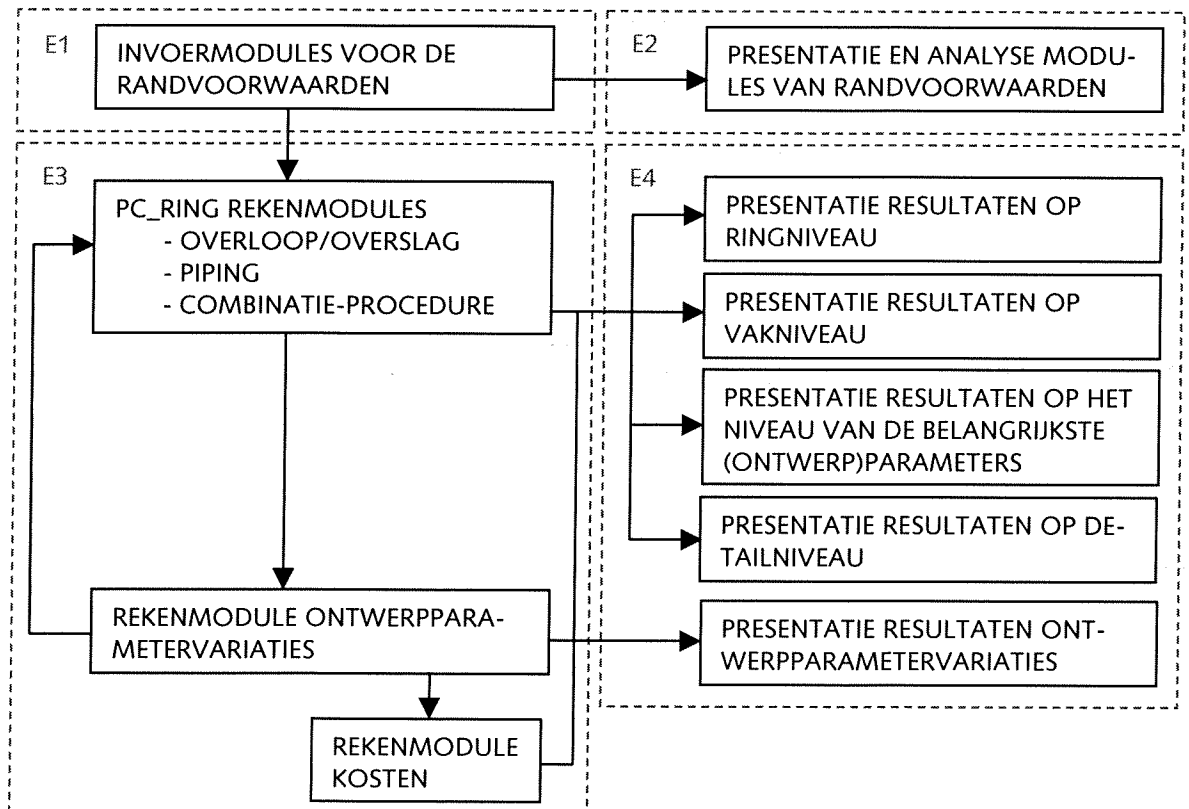 E1
INVOERMODULES VOOR DE
RANDVOORWAARDEN
E2
PRESENTATIE EN ANALYSE MODU-
LES VAN RANDVOORWAARDEN
E3
PC_RING REKENMODULES
- OVERLOOP/OVERSLAG
- PIPING
- COMBINATIE-PROCEDURE
REKENMODULE ONTWERPPARA-
METERVARIATIES
REKENMODULE
KOSTEN
E4
PRESENTATIE RESULTATEN OP
RINGNIVEAU
PRESENTATIE RESULTATEN OP
VAKNIVEAU
PRESENTATIE RESULTATEN OP HET
NIVEAU VAN DE BELANGRIJKSTE
(ONTWERP)PARAMETERS
PRESENTATIE RESULTATEN OP DE-
TAILNIVEAU
PRESENTATIE RESULTATEN ONT-
WERPPARAMETERVARIATIES